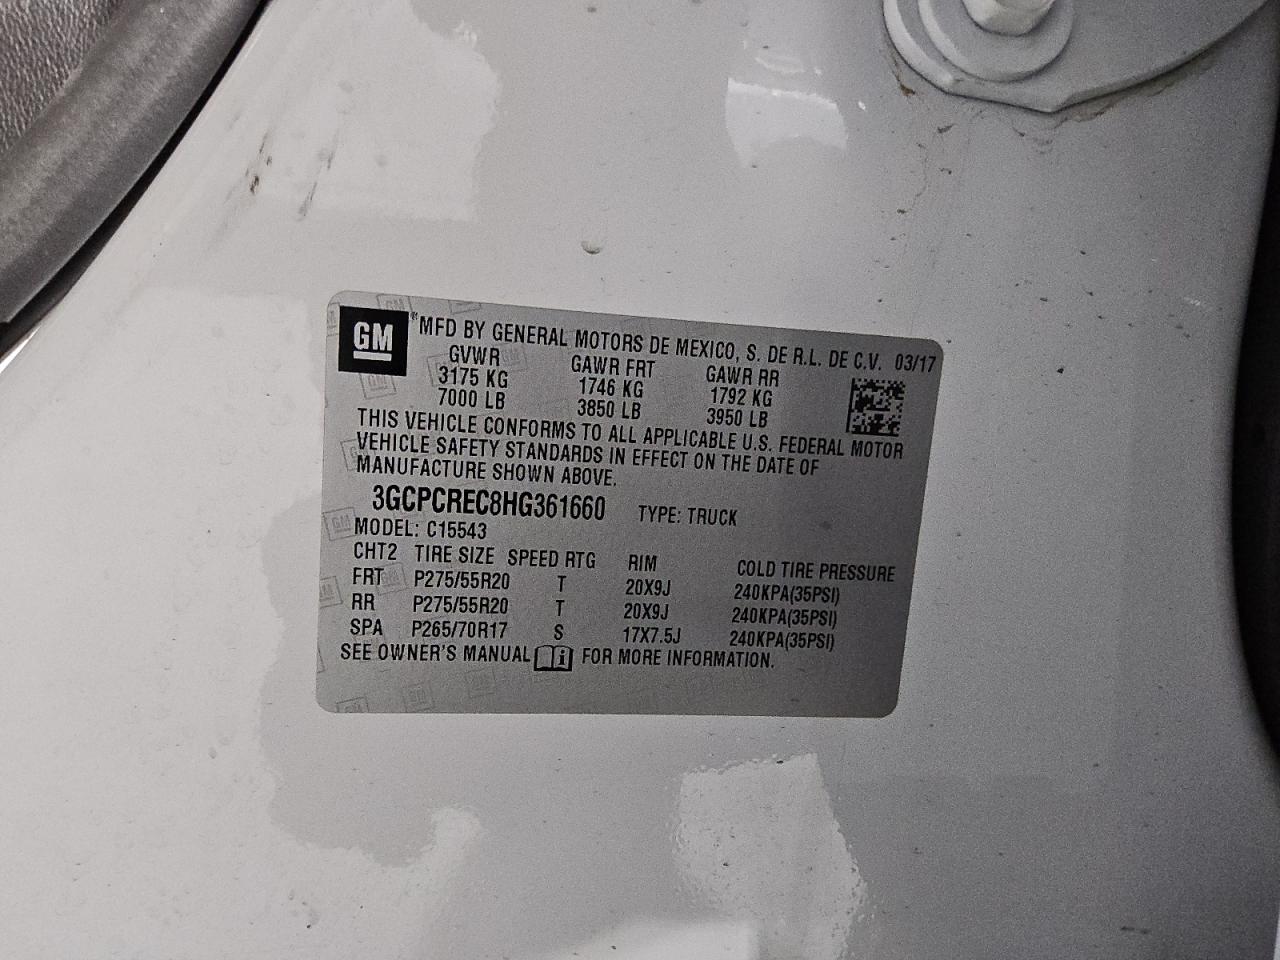 GM ® MFD BY GENERAL MOTORS DE MEXICO, S. DE R.L. DE C.V. 03/17
GVWR GAWR FRT GAWR RR
3175 KG 1746 KG 1792 KG
7000 LB 3850 LB 3950 LB
THIS VEHICLE CONFORMS TO ALL APPLICABLE U.S. FEDERAL MOTOR
VEHICLE SAFETY STANDARDS IN EFFECT ON THE DATE OF
MANUFACTURE SHOWN ABOVE.
3GCPCREC8HG361660 TYPE: TRUCK
MODEL: C15543
CHT2 TIRE SIZE SPEED RTG RIM COLD TIRE PRESSURE
FRT P275/55R20 T 20X9J 240KPA(35PSI)
RR P275/55R20 T 20X9J 240KPA(35PSI)
SPA P265/70R17 S 17X7.5J 240KPA(35PSI)
SEE OWNER'S MANUAL i FOR MORE INFORMATION.